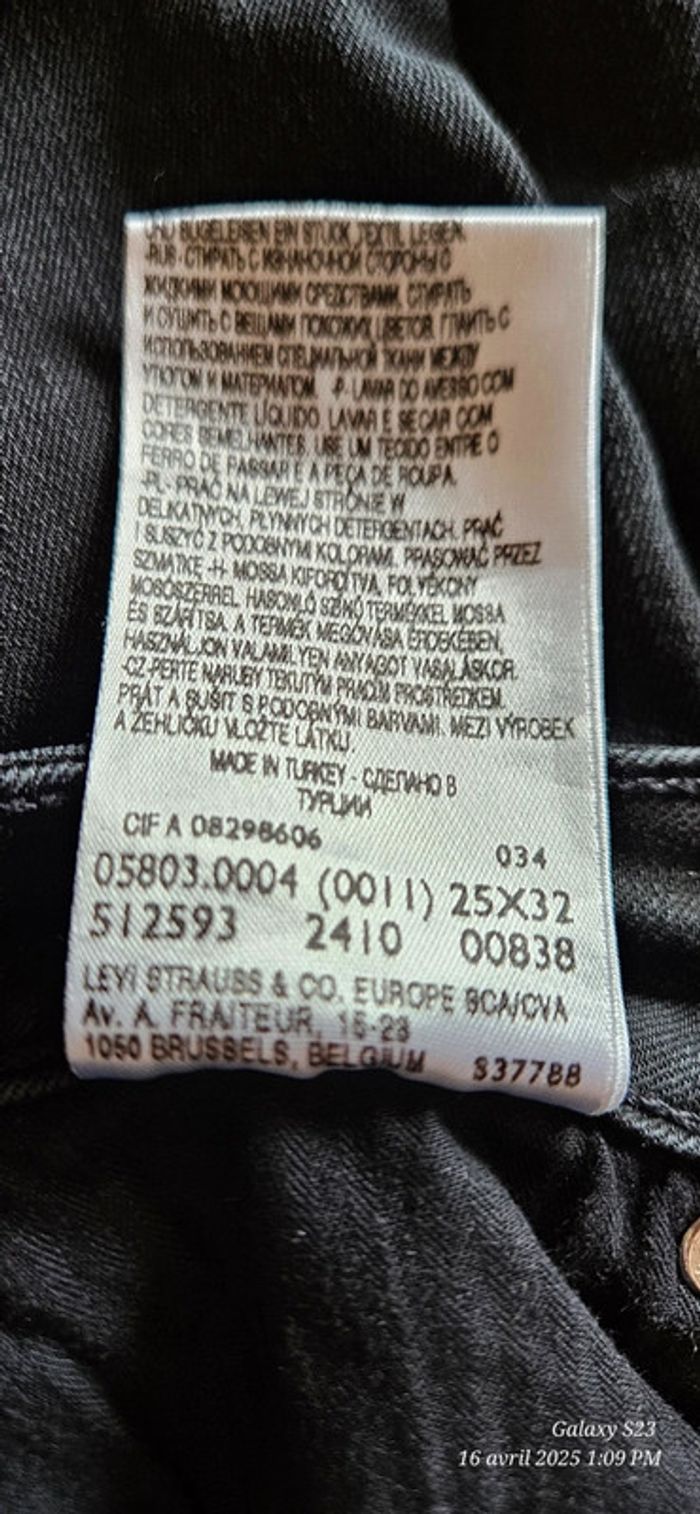 BÜGELEISEN EIN STÜCK TEXTIL LEGEN.
-RUS- СТИРАТЬ С ИЗНАНОЧНОЙ СТОРОНЫ С
ЖИДКИМИ МОЮЩИМИ СРЕДСТВАМИ. СТИРАТЬ
И СУШИТЬ С ВЕЩАМИ ПОХОЖИХ ЦВЕТОВ. ГЛАДИТЬ С
ИСПОЛЬЗОВАНИЕМ СПЕЦИАЛЬНОЙ ТКАНИ МЕЖДУ
УТЮГОМ И МАТЕРИАЛОМ. -P- LAVAR DO AVESSO COM
DETERGENTE LÍQUIDO. LAVAR E SECAR COM
CORES SEMELHANTES. USE UM TECIDO ENTRE O
FERRO DE PASSAR E A PEÇA DE ROUPA.
-PL- PRAĆ NA LEWEJ STRONIE W
DELIKATNYCH, PŁYNNYCH DETERGENTACH. PRAĆ
I SUSZYĆ Z PODOBNYMI KOLORAMI. PRASOWAĆ PRZEZ
SZMATKĘ. -H- MOSSA KIFORDÍTVA, FOLYÉKONY
MOSÓSZERREL. HASONLÓ SZÍNŰ TERMÉKKEL MOSSA
ÉS SZÁRÍTSA. A TERMÉK MEGÓVÁSA ÉRDEKÉBEN,
HASZNÁLJON VALAMILYEN ANYAGOT VASALÁSKOR.
-CZ- PERTE NARUBY TEKUTÝM PRACÍM PROSTŘEDKEM.
PRÁT A SUŠIT S PODOBNÝMI BARVAMI. MEZI VÝROBEK
A ŽEHLIČKU VLOŽTE LÁTKU.
MADE IN TURKEY - СДЕЛАНО В
ТУРЦИИ
CIF A 08298606
034
05803.0004 (0011) 25X32
512593 2410 00838
LEVI STRAUSS & CO. EUROPE SCA/CVA
Av. A. FRAITEUR, 15-23
1050 BRUSSELS, BELGIUM S37788
Galaxy S23
16 avril 2025 1:09 PM